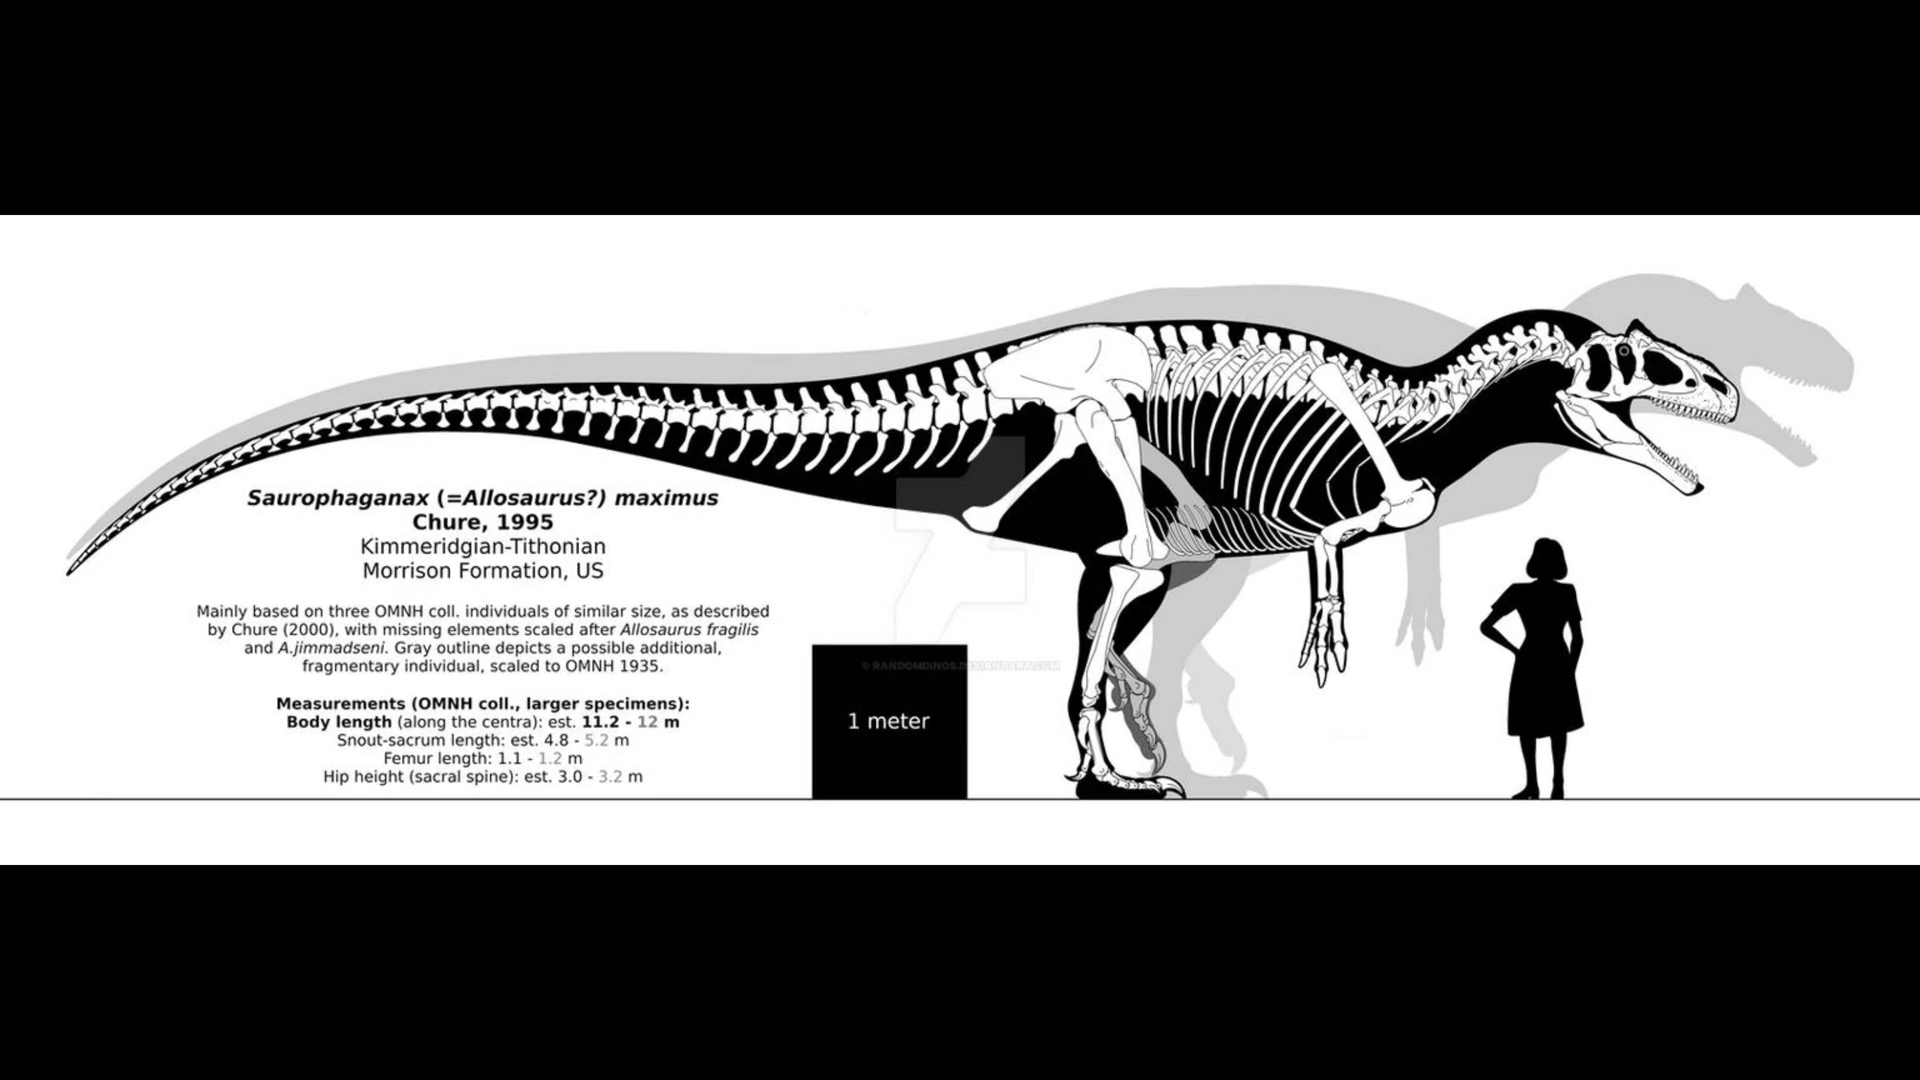 Saurophaganax (=Allosaurus?) maximus
Chure, 1995
Kimmeridgian-Tithonian
Morrison Formation, US
Mainly based on three OMNH coll. individuals of similar size, as described
by Chure (2000), with missing elements scaled after Allosaurus fragilis
and A.jimmadseni. Gray outline depicts a possible additional,
fragmentary individual, scaled to OMNH 1935.
Measurements (OMNH coll., larger specimens):
Body length (along the centra): est. 11.2 - 12 m
Snout-sacrum length: est. 4.8 - 5.2 m
Femur length: 1.1 - 1.2 m
Hip height (sacral spine): est. 3.0 - 3.2 m
1 meter
© RANDOMDINOS.DEVIANTART.COM